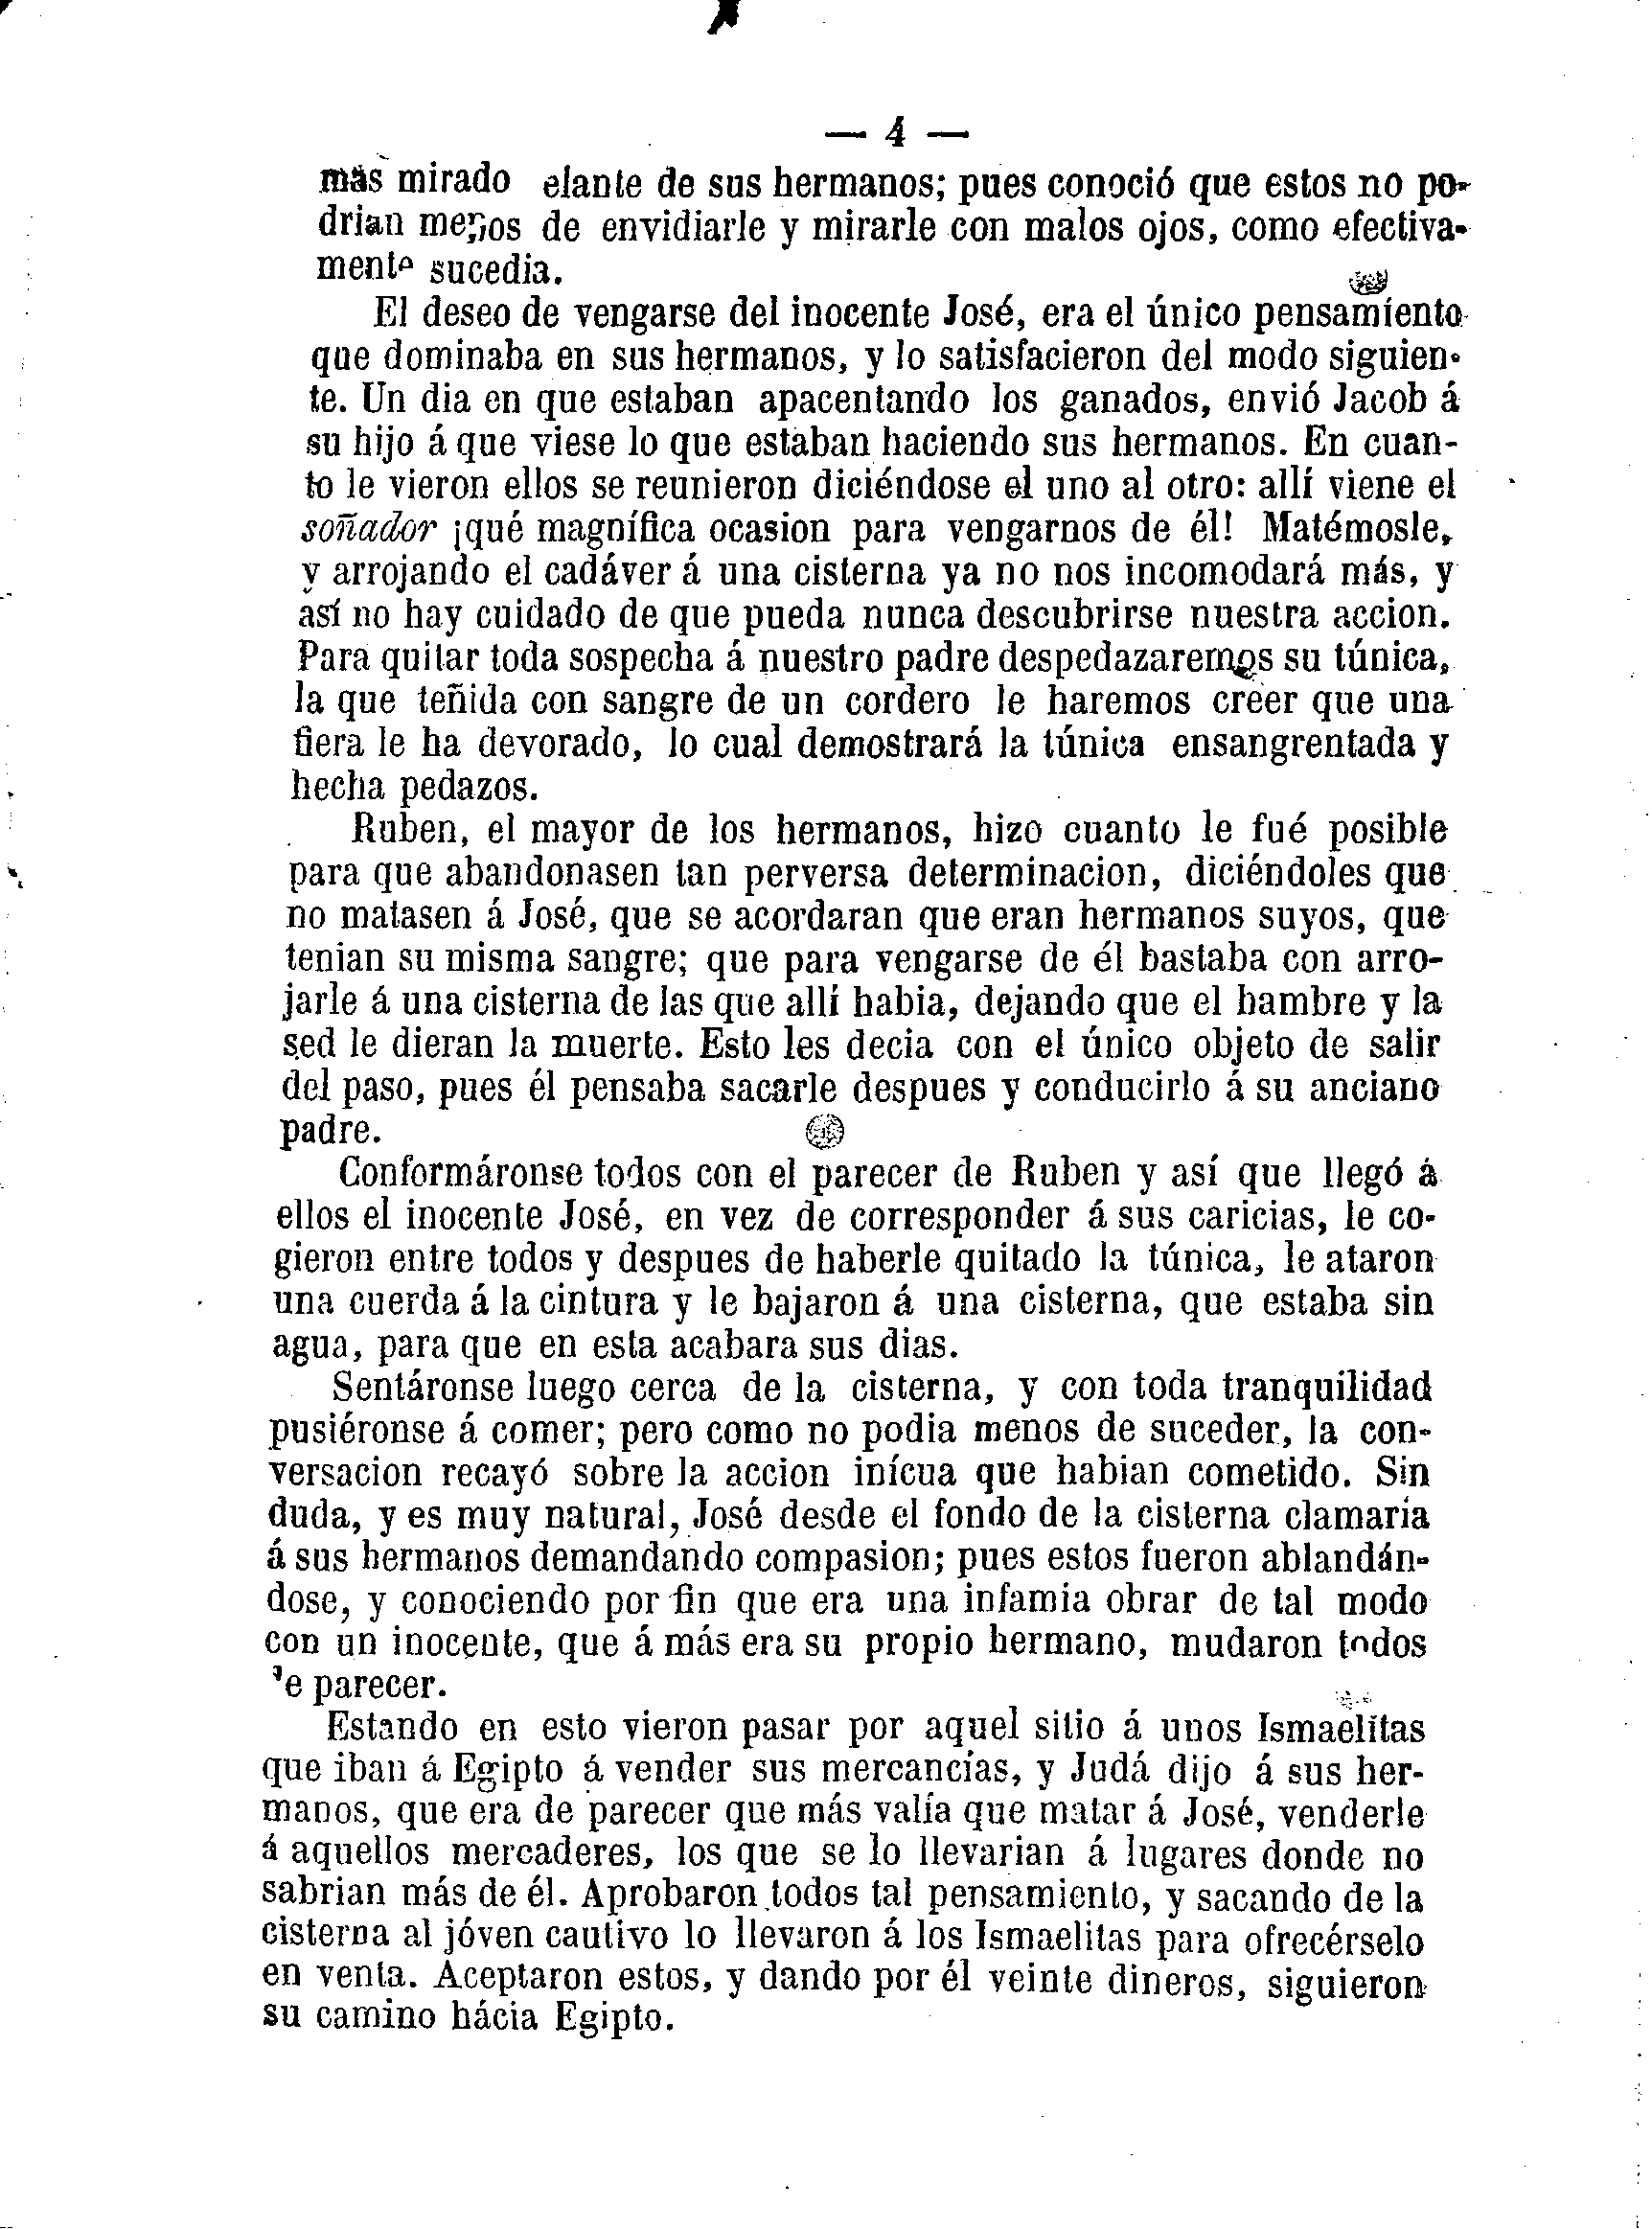 — 4 —
más mirado elante de sus hermanos; pues conoció que estos no po-
drian menos de envidiarle y mirarle con malos ojos, como efectiva-
mente sucedia.
El deseo de vengarse del inocente José, era el único pensamiento
que dominaba en sus hermanos, y lo satisfacieron del modo siguien-
te. Un dia en que estaban apacentando los ganados, envió Jacob á
su hijo á que viese lo que estaban haciendo sus hermanos. En cuan-
to le vieron ellos se reunieron diciéndose el uno al otro: allí viene el
soñador ¡qué magnífica ocasion para vengarnos de él! Matémosle,
y arrojando el cadáver á una cisterna ya no nos incomodará más, y
así no hay cuidado de que pueda nunca descubrirse nuestra accion.
Para quitar toda sospecha á nuestro padre despedazaremos su túnica,
la que teñida con sangre de un cordero le haremos creer que una
fiera le ha devorado, lo cual demostrará la túnica ensangrentada y
hecha pedazos.
Ruben, el mayor de los hermanos, hizo cuanto le fué posible
para que abandonasen tan perversa determinacion, diciéndoles que
no matasen á José, que se acordaran que eran hermanos suyos, que
tenian su misma sangre; que para vengarse de él bastaba con arro-
jarle á una cisterna de las que allí habia, dejando que el hambre y la
sed le dieran la muerte. Esto les decia con el único objeto de salir
del paso, pues él pensaba sacarle despues y conducirlo á su anciano
padre.
Conformáronse todos con el parecer de Ruben y así que llegó á
ellos el inocente José, en vez de corresponder á sus caricias, le co-
gieron entre todos y despues de haberle quitado la túnica, le ataron
una cuerda á la cintura y le bajaron á una cisterna, que estaba sin
agua, para que en esta acabara sus dias.
Sentáronse luego cerca de la cisterna, y con toda tranquilidad
pusiéronse á comer; pero como no podia menos de suceder, la con-
versacion recayó sobre la accion inícua que habian cometido. Sin
duda, y es muy natural, José desde el fondo de la cisterna clamaría
á sus hermanos demandando compasion; pues estos fueron ablandán-
dose, y conociendo por fin que era una infamia obrar de tal modo
con un inocente, que á más era su propio hermano, mudaron todos
e parecer.
Estando en esto vieron pasar por aquel sitio á unos Ismaelitas
que iban á Egipto á vender sus mercancías, y Judá dijo á sus her-
manos, que era de parecer que más valía que matar á José, venderle
á aquellos mercaderes, los que se lo llevarian á lugares donde no
sabrian más de él. Aprobaron todos tal pensamiento, y sacando de la
cisterna al jóven cautivo lo llevaron á los Ismaelitas para ofrecérselo
en venta. Aceptaron estos, y dando por él veinte dineros, siguieron
su camino hácia Egipto.